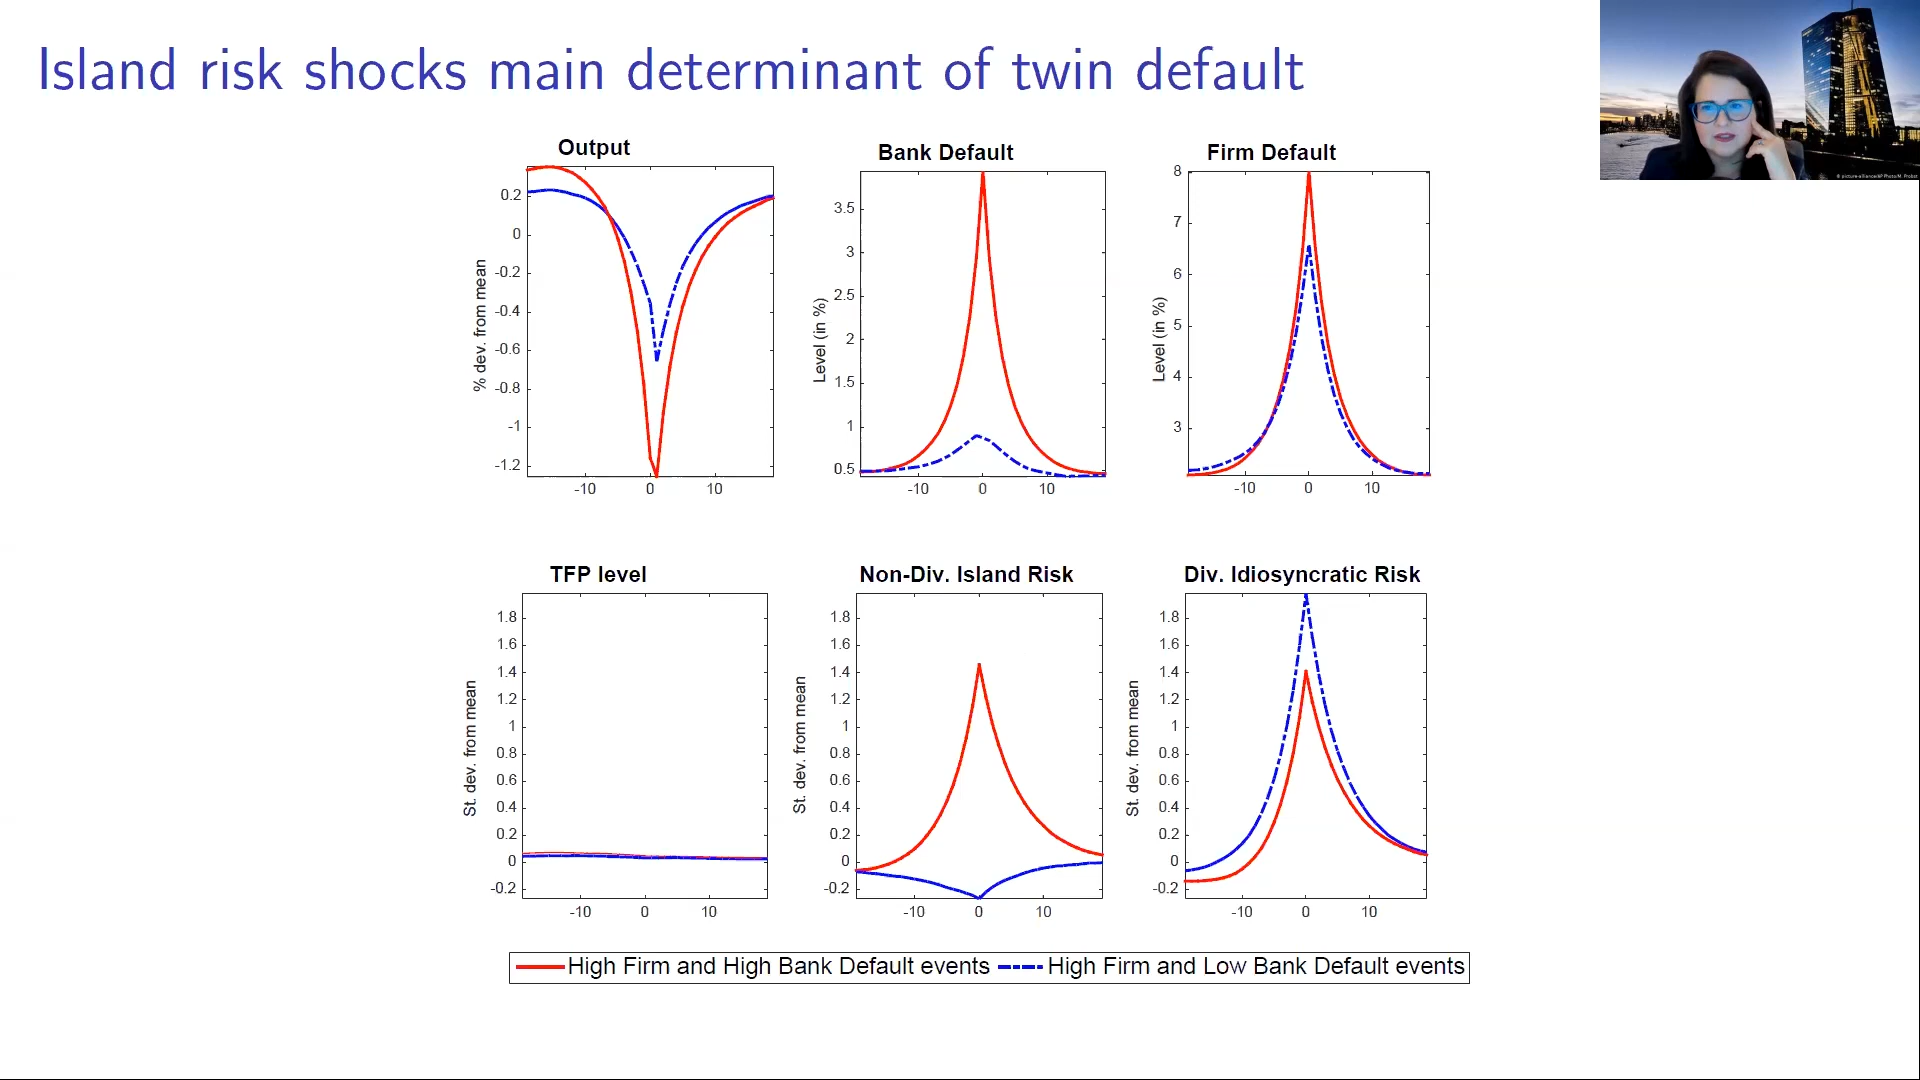 Island risk shocks main determinant of twin default
© picture-alliance/AP Photo/M. Probst
Output
Bank Default
Firm Default
% dev. from mean
0.2
0
-0.2
-0.4
-0.6
-0.8
-1
-1.2
-10 0 10
Level (in %)
3.5
3
2.5
2
1.5
1
0.5
-10 0 10
Level (in %)
8
7
6
5
4
3
-10 0 10
TFP level
Non-Div. Island Risk
Div. Idiosyncratic Risk
St. dev. from mean
1.8
1.6
1.4
1.2
1
0.8
0.6
0.4
0.2
0
-0.2
-10 0 10
St. dev. from mean
1.8
1.6
1.4
1.2
1
0.8
0.6
0.4
0.2
0
-0.2
-10 0 10
St. dev. from mean
1.8
1.6
1.4
1.2
1
0.8
0.6
0.4
0.2
0
-0.2
-10 0 10
High Firm and High Bank Default events
High Firm and Low Bank Default events